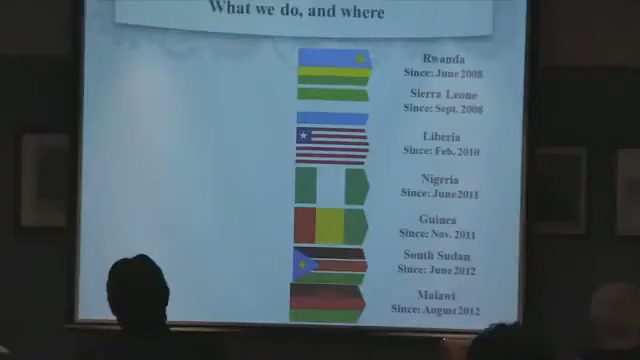 What we do, and where
Rwanda
Since: June 2008
Sierra Leone
Since: Sept. 2008
Liberia
Since: Feb. 2010
Nigeria
Since: June 2011
Guinea
Since: Nov. 2011
South Sudan
Since: June 2012
Malawi
Since: August 2012